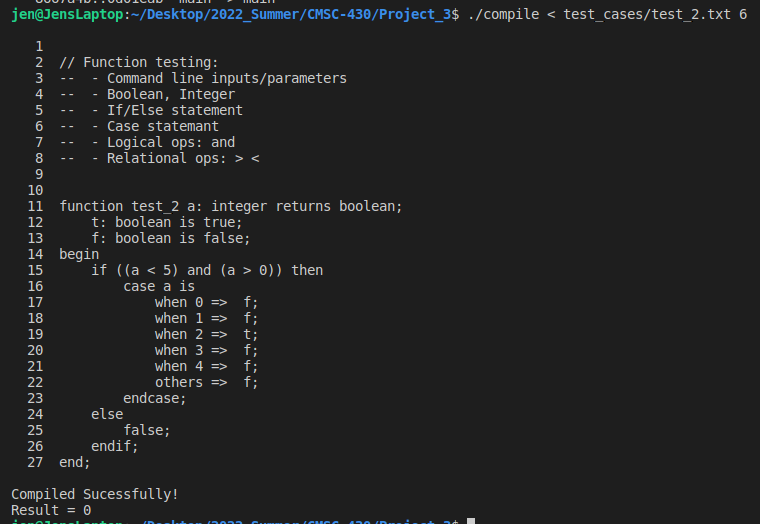 jen@JensLaptop:~/Desktop/2022_Summer/CMSC-430/Project_3$ ./compile < test_cases/test_2.txt 6
1
2 // Function testing:
3 -- - Command line inputs/parameters
4 -- - Boolean, Integer
5 -- - If/Else statement
6 -- - Case statemant
7 -- - Logical ops: and
8 -- - Relational ops: > <
9
10
11 function test_2 a: integer returns boolean;
12 t: boolean is true;
13 f: boolean is false;
14 begin
15 if ((a < 5) and (a > 0)) then
16 case a is
17 when 0 => f;
18 when 1 => f;
19 when 2 => t;
20 when 3 => f;
21 when 4 => f;
22 others => f;
23 endcase;
24 else
25 false;
26 endif;
27 end;
Compiled Sucessfully!
Result = 0
jen@JensLaptop:~/Desktop/2022_Summer/CMSC-430/Project_3$